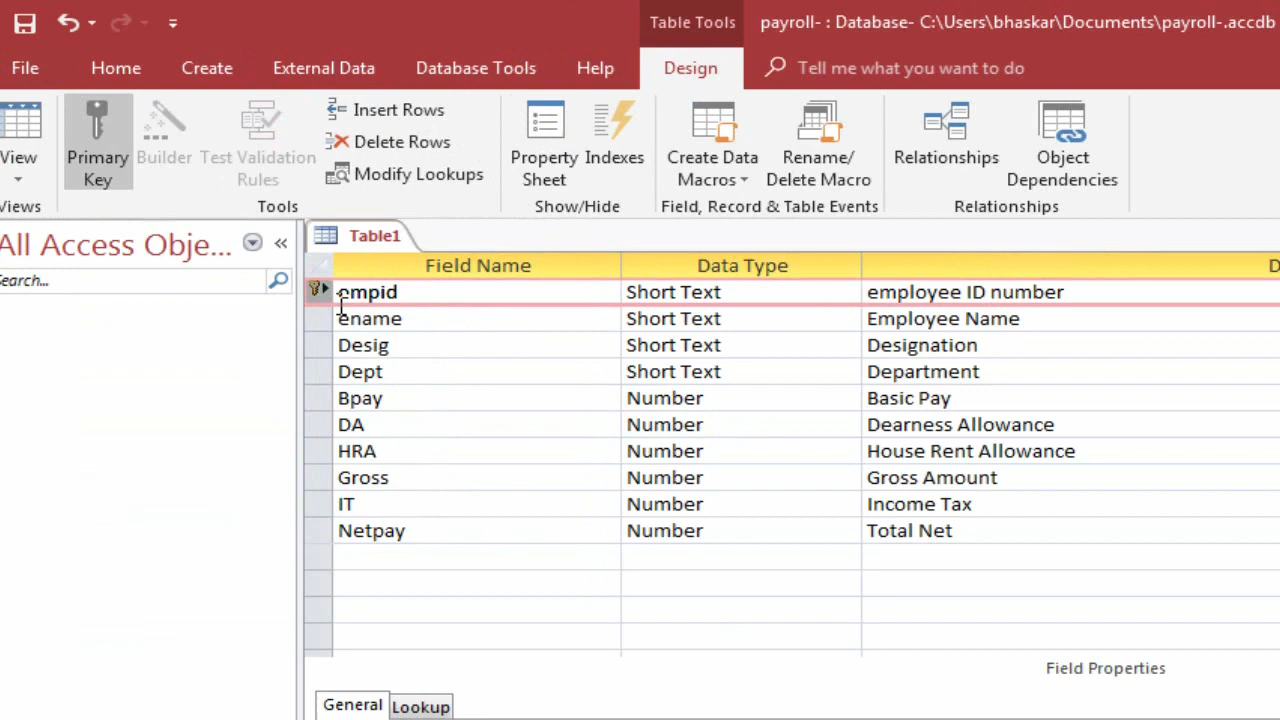 Table Tools
payroll- : Database- C:\Users\bhaskar\Documents\payroll-.accdb
File Home Create External Data Database Tools Help Design Tell me what you want to do
View
Primary Key
Builder
Test Validation Rules
Insert Rows
Delete Rows
Modify Lookups
Property Sheet
Indexes
Create Data Macros
Rename/ Delete Macro
Relationships
Object Dependencies
Views Tools Show/Hide Field, Record & Table Events Relationships
All Access Obje...
Search...
Table1
Field Name Data Type D
empid Short Text employee ID number
ename Short Text Employee Name
Desig Short Text Designation
Dept Short Text Department
Bpay Number Basic Pay
DA Number Dearness Allowance
HRA Number House Rent Allowance
Gross Number Gross Amount
IT Number Income Tax
Netpay Number Total Net
Field Properties
General Lookup